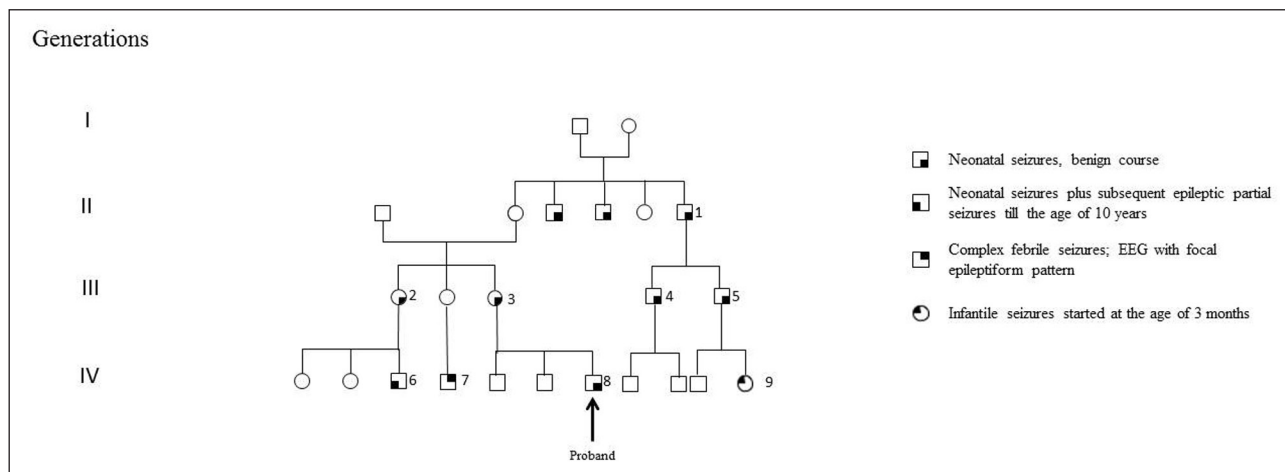 Generations
I
II
1
III
2
3
4
5
IV
6
7
8
9
Proband
Neonatal seizures, benign course
Neonatal seizures plus subsequent epileptic partial
seizures till the age of 10 years
Complex febrile seizures; EEG with focal
epileptiform pattern
Infantile seizures started at the age of 3 months